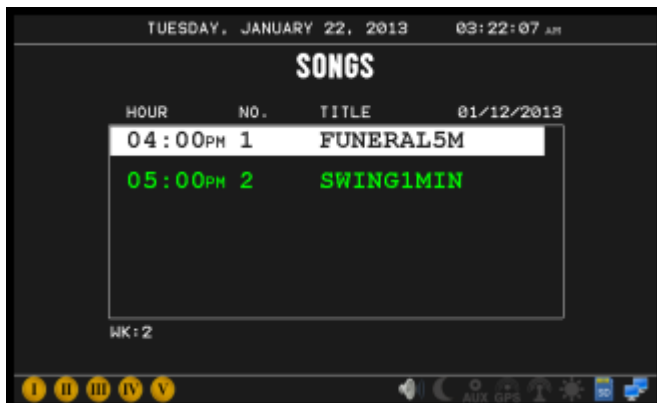 TUESDAY, JANUARY 22, 2013 03:22:07 AM
SONGS
HOUR NO. TITLE 01/12/2013
04:00PM 1 FUNERAL5M
05:00PM 2 SWING1MIN
WK:2
I II III IV V AUX GPS SD